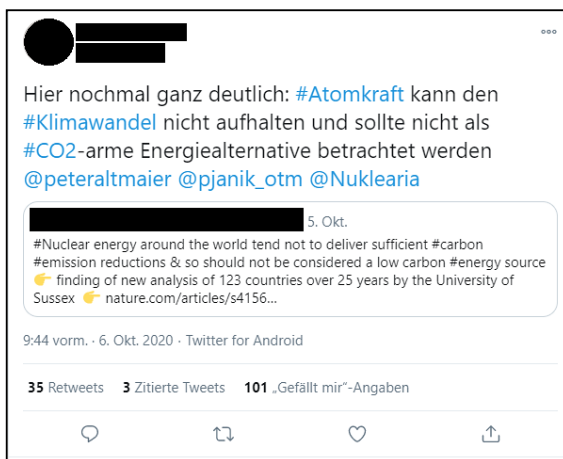 Hier nochmal ganz deutlich: #Atomkraft kann den
#Klimawandel nicht aufhalten und sollte nicht als
#CO2-arme Energiealternative betrachtet werden
@peteraltmaier @pjanik_otm @Nuklearia
5. Okt.
#Nuclear energy around the world tend not to deliver sufficient #carbon
#emission reductions & so should not be considered a low carbon #energy source
👉 finding of new analysis of 123 countries over 25 years by the University of
Sussex 👉 nature.com/articles/s4156...
9:44 vorm. · 6. Okt. 2020 · Twitter for Android
35 Retweets 3 Zitierte Tweets 101 „Gefällt mir“-Angaben